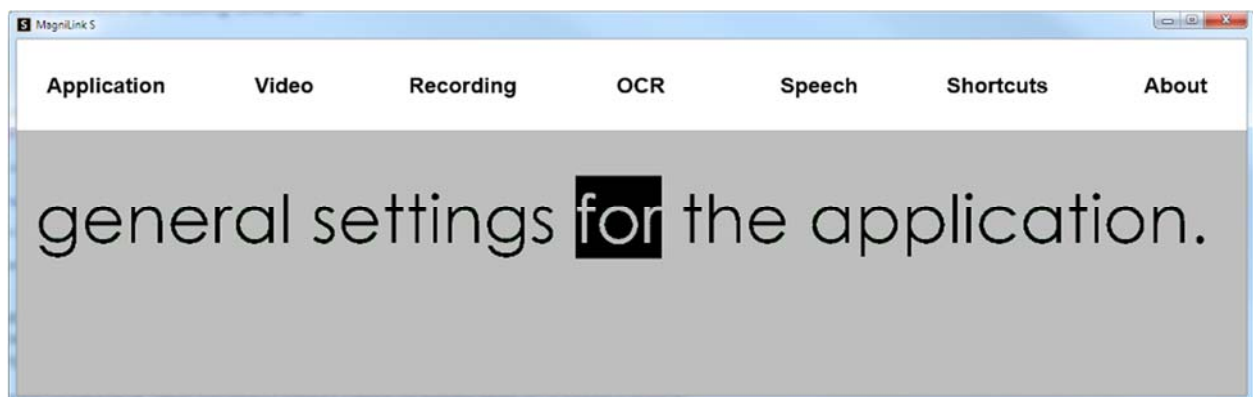 MagniLink S
Application Video Recording OCR Speech Shortcuts About
general settings for the application.